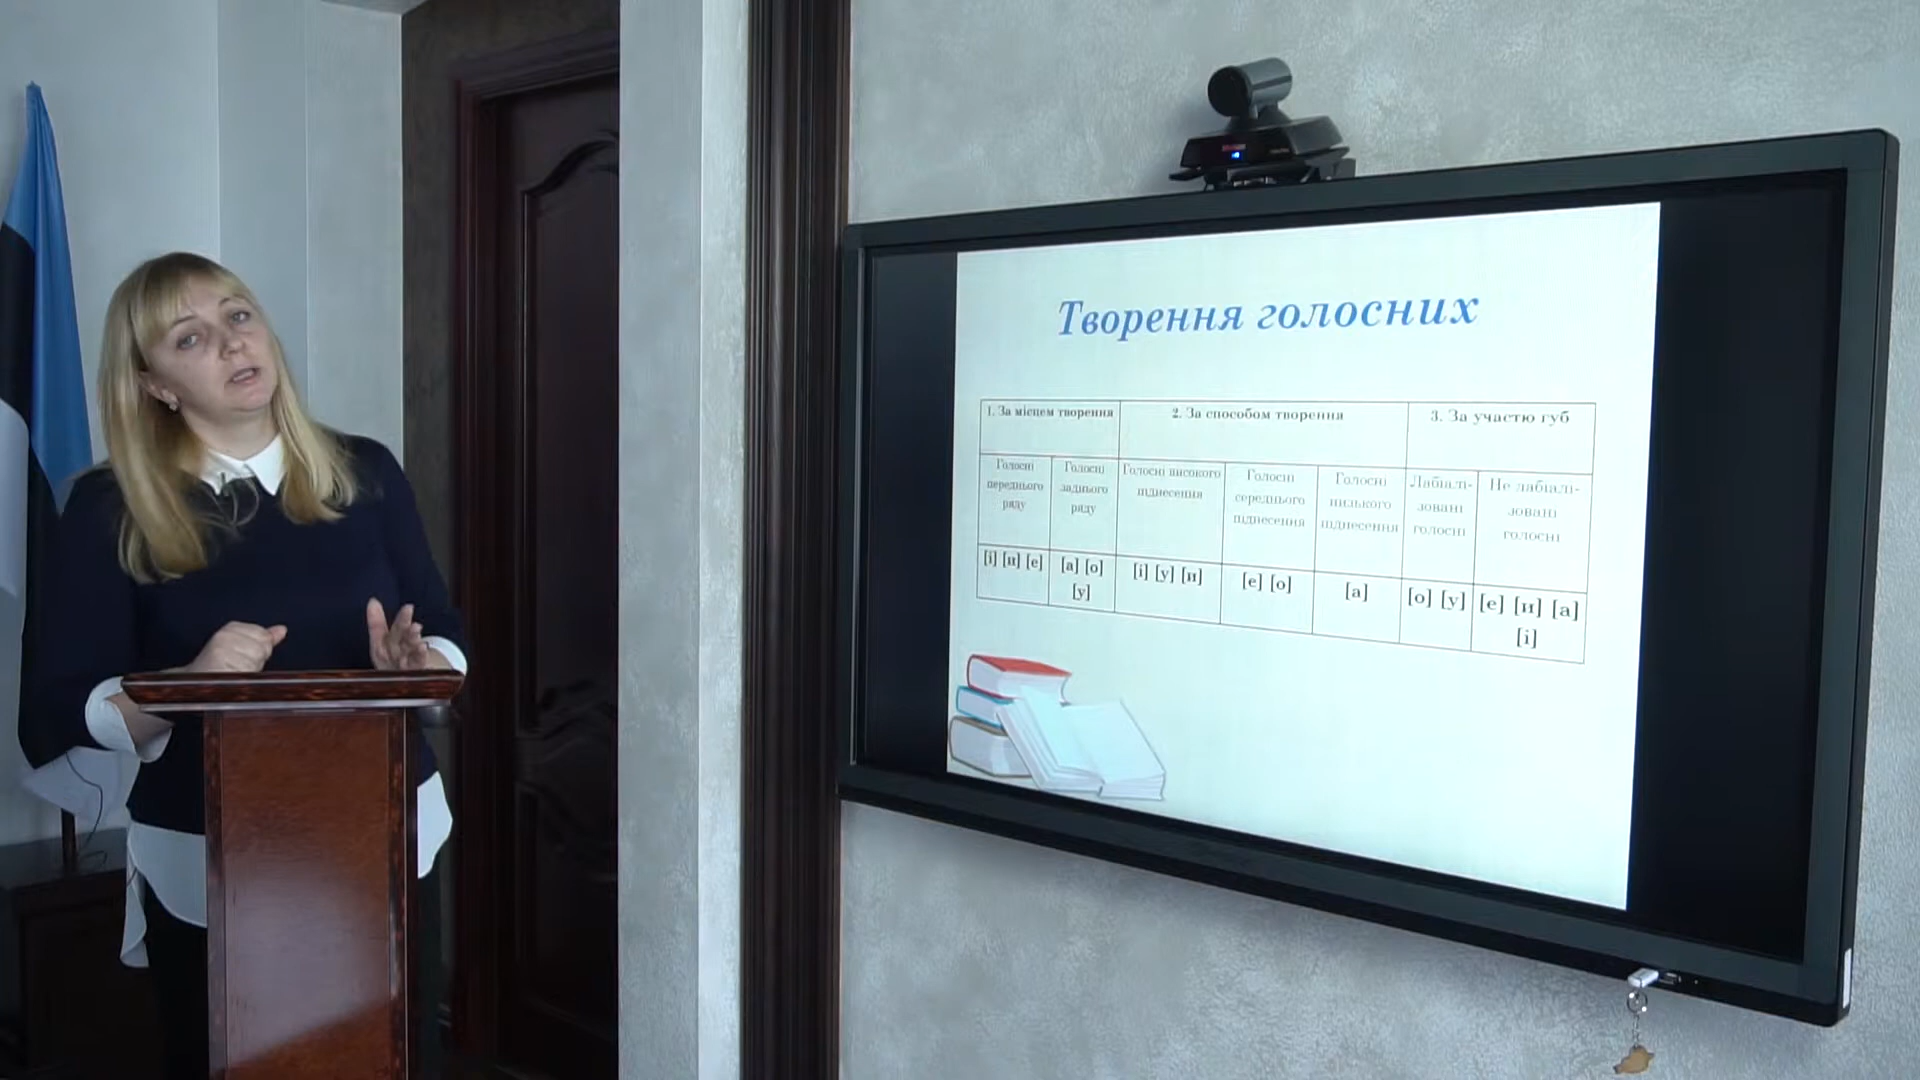 Творення голосних
1. За місцем творення
2. За способом творення
3. За участю губ
Голосні
переднього
ряду
Голосні
заднього
ряду
Голосні високого
піднесення
Голосні
середнього
піднесення
Голосні
низького
піднесення
Лабіалі-
зовані
голосні
Не лабіалі-
зовані
голосні
[і] [и] [е]
[а] [о]
[у]
[і] [у] [и]
[е] [о]
[а]
[о] [у]
[е] [и] [а]
[і]